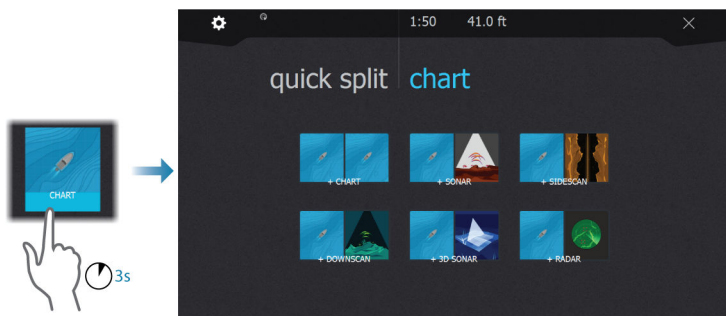 1:50 41.0 ft
quick split chart
CHART
3s
+ CHART + SONAR + SIDESCAN
+ DOWNSCAN + 3D SONAR + RADAR